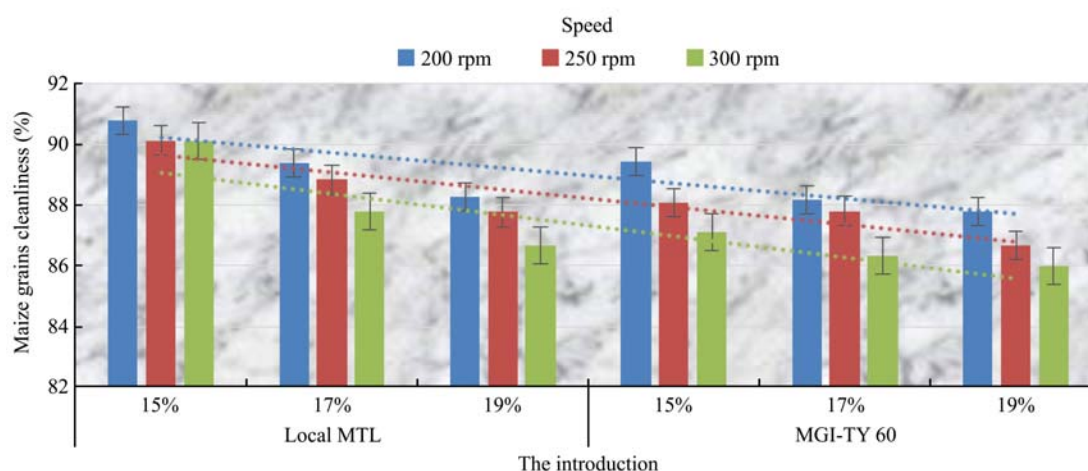 Speed
200 rpm 250 rpm 300 rpm
Maize grains cleanliness (%)
92
90
88
86
84
82
15% 17% 19% 15% 17% 19%
Local MTL MGI-TY 60
The introduction